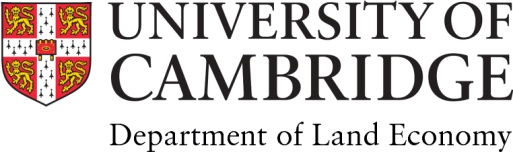 UNIVERSITY OF
CAMBRIDGE
Department of Land Economy